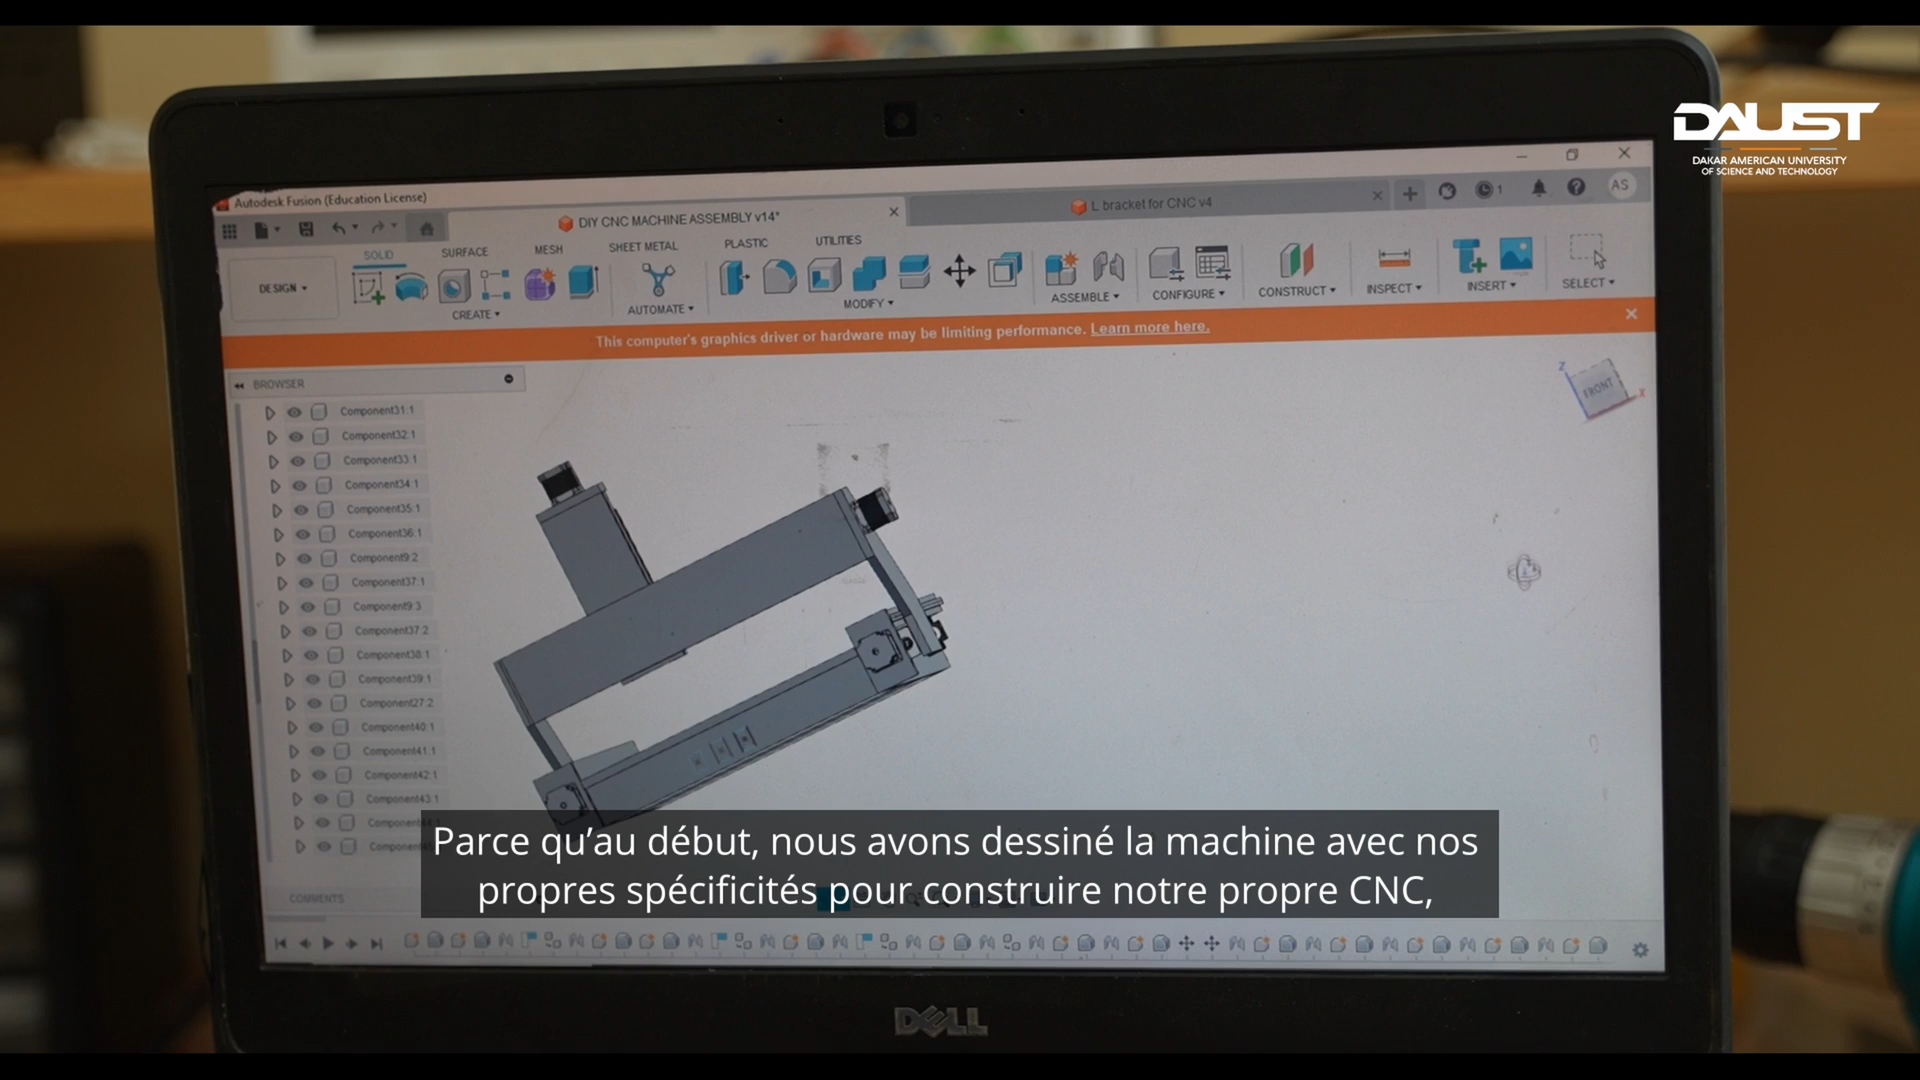 DAUST
DAKAR AMERICAN UNIVERSITY
OF SCIENCE AND TECHNOLOGY
Autodesk Fusion (Education License)
DIY CNC MACHINE ASSEMBLY v14*
L bracket for CNC v4
1
AS
SOLID
SURFACE
MESH
SHEET METAL
PLASTIC
UTILITIES
DESIGN
CREATE
AUTOMATE
MODIFY
ASSEMBLE
CONFIGURE
CONSTRUCT
INSPECT
INSERT
SELECT
This computer's graphics driver or hardware may be limiting performance. Learn more here.
BROWSER
Z
FRONT
X
Component31:1
Component32:1
Component33:1
Component34:1
Component35:1
Component36:1
Component9:2
Component37:1
Component9:3
Component37:2
Component38:1
Component39:1
Component27:2
Component40:1
Component41:1
Component42:1
Component43:1
Parce qu'au début, nous avons dessiné la machine avec nos
propres spécificités pour construire notre propre CNC,
COMMENTS
DELL